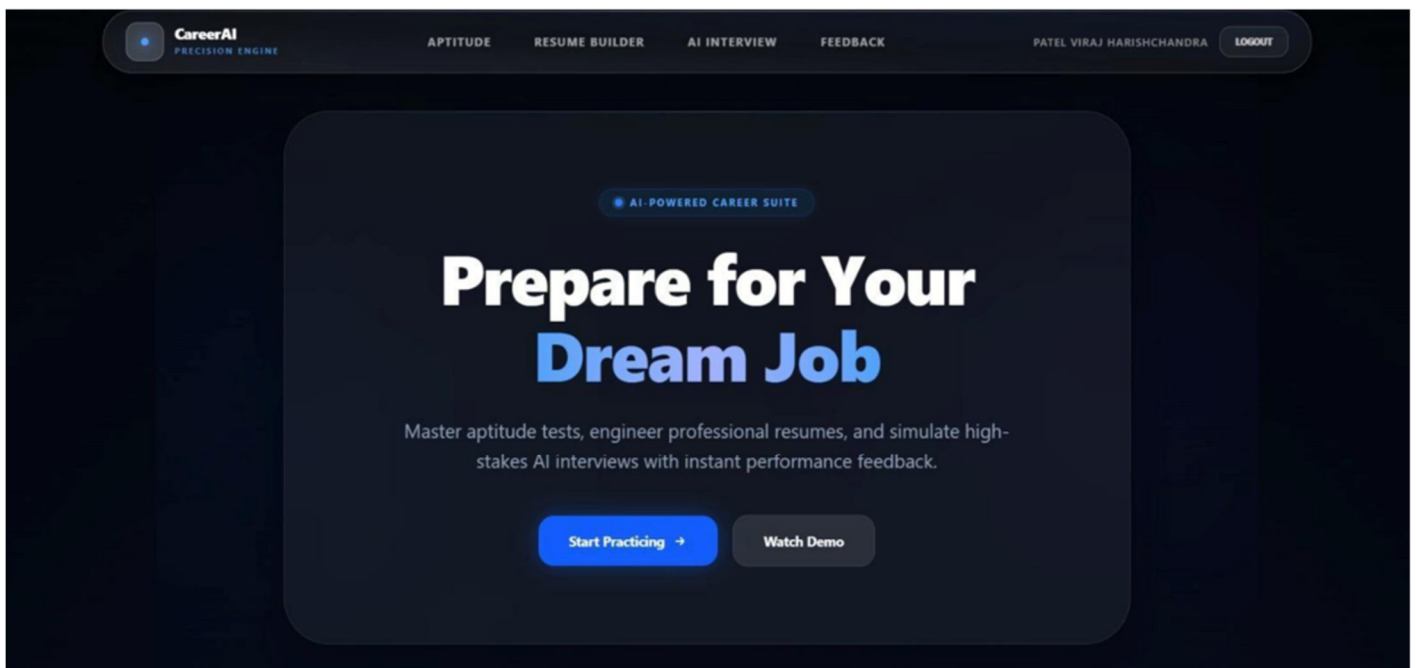 CareerAI
PRECISION ENGINE
APTITUDE
RESUME BUILDER
AI INTERVIEW
FEEDBACK
PATEL VIRAJ HARISHCHANDRA
LOGOUT
AI-POWERED CAREER SUITE
Prepare for Your
Dream Job
Master aptitude tests, engineer professional resumes, and simulate high-
stakes AI interviews with instant performance feedback.
Start Practicing →
Watch Demo